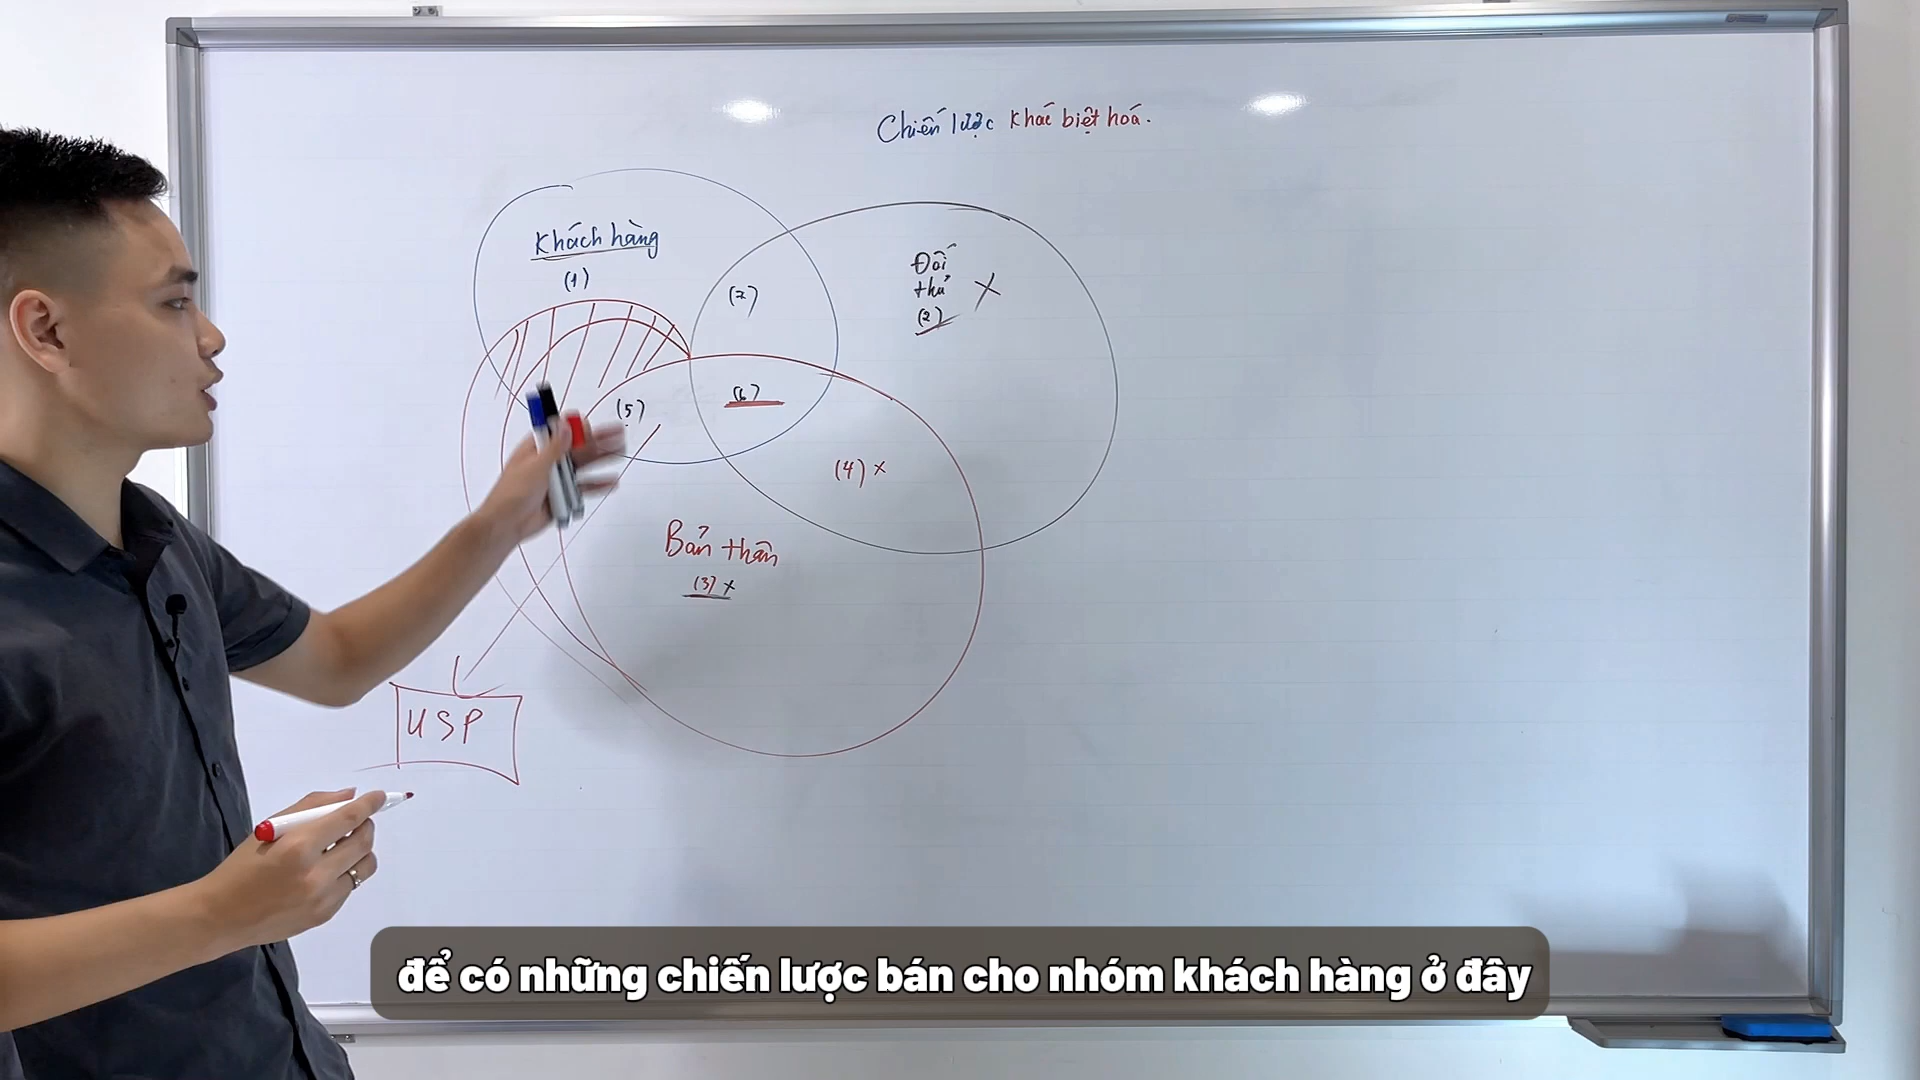 Chiến lược khác biệt hoá.
Khách hàng
(1)
(7)
Đối
thủ X
(2)
(5)
(6)
(4) x
Bản thân
(3) x
USP
để có những chiến lược bán cho nhóm khách hàng ở đây